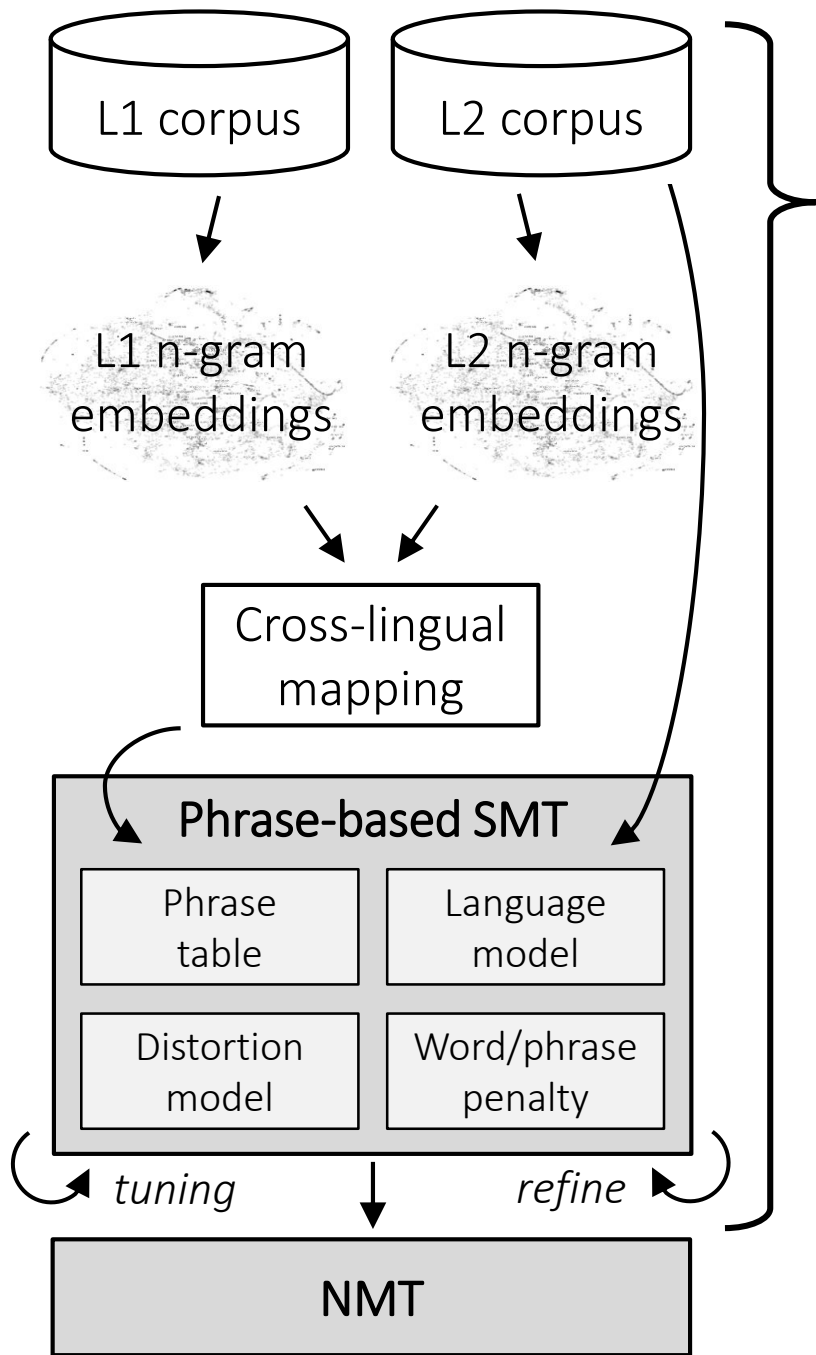 L1 corpus
L2 corpus
L1 n-gram
embeddings
L2 n-gram
embeddings
Cross-lingual
mapping
Phrase-based SMT
Phrase
table
Language
model
Distortion
model
Word/phrase
penalty
tuning
refine
NMT